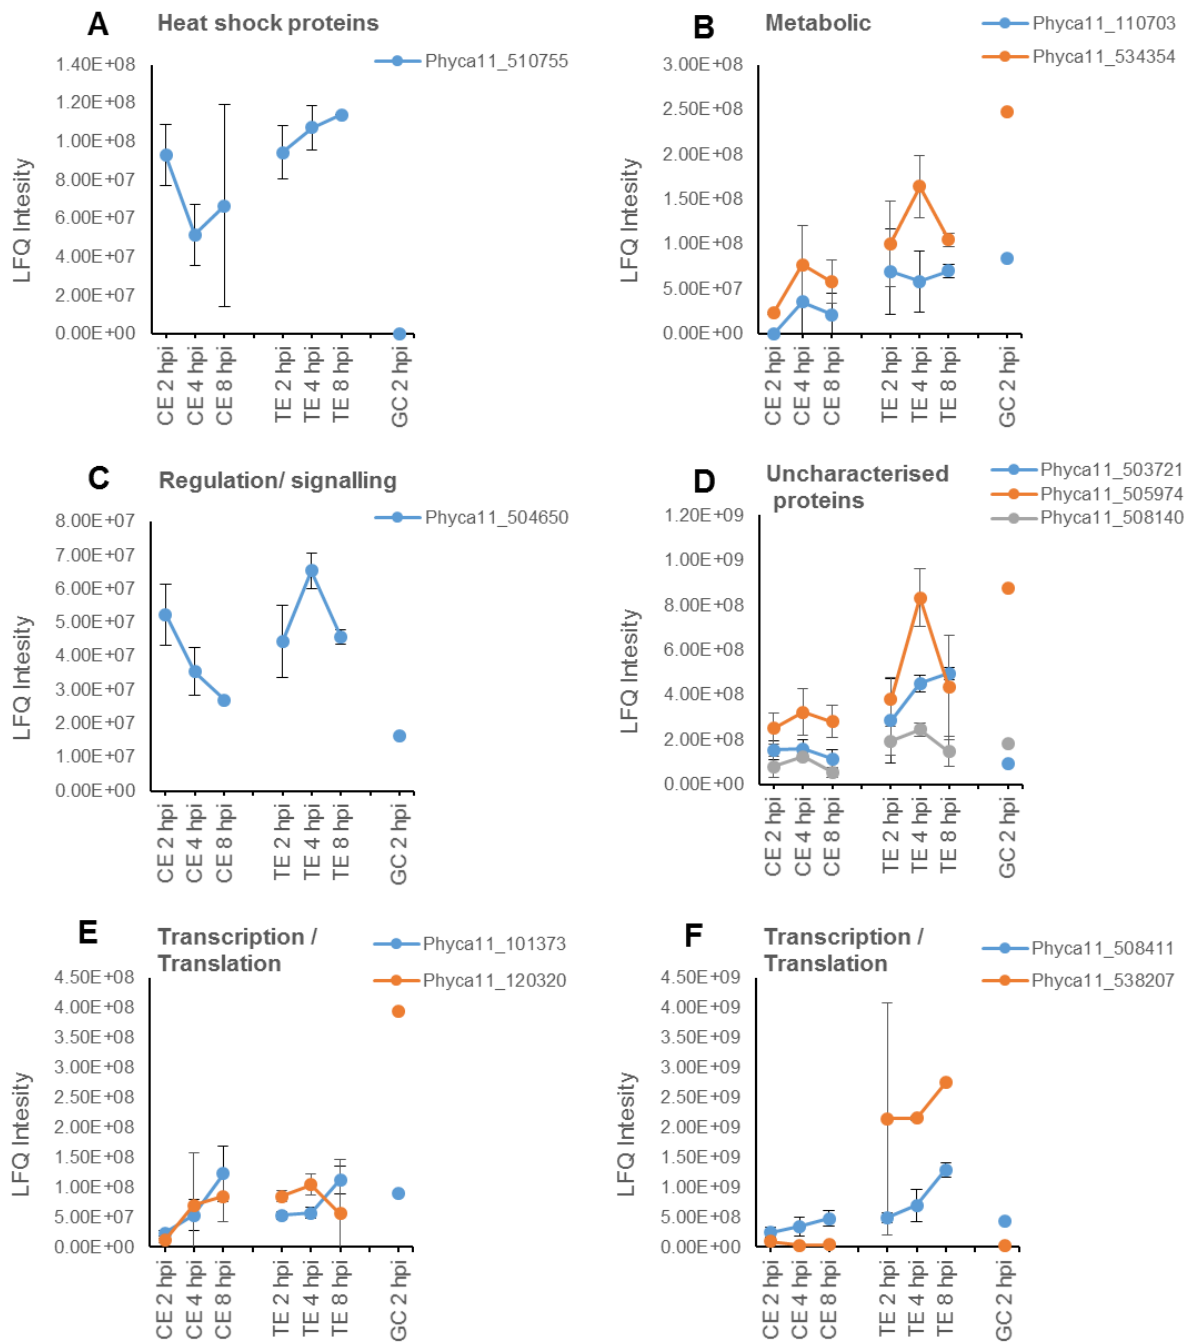 A
Heat shock proteins
Phyca11_510755
1.40E+08
1.20E+08
1.00E+08
8.00E+07
6.00E+07
4.00E+07
2.00E+07
0.00E+00
LFQ Intesity
CE 2 hpi
CE 4 hpi
CE 8 hpi
TE 2 hpi
TE 4 hpi
TE 8 hpi
GC 2 hpi
B
Metabolic
Phyca11_110703
Phyca11_534354
3.00E+08
2.50E+08
2.00E+08
1.50E+08
1.00E+08
5.00E+07
0.00E+00
LFQ Intesity
CE 2 hpi
CE 4 hpi
CE 8 hpi
TE 2 hpi
TE 4 hpi
TE 8 hpi
GC 2 hpi
C
Regulation/ signalling
Phyca11_504650
8.00E+07
7.00E+07
6.00E+07
5.00E+07
4.00E+07
3.00E+07
2.00E+07
1.00E+07
0.00E+00
LFQ Intesity
CE 2 hpi
CE 4 hpi
CE 8 hpi
TE 2 hpi
TE 4 hpi
TE 8 hpi
GC 2 hpi
D
Uncharacterised
proteins
Phyca11_503721
Phyca11_505974
Phyca11_508140
1.20E+09
1.00E+09
8.00E+08
6.00E+08
4.00E+08
2.00E+08
0.00E+00
LFQ Intesity
CE 2 hpi
CE 4 hpi
CE 8 hpi
TE 2 hpi
TE 4 hpi
TE 8 hpi
GC 2 hpi
E
Transcription /
Translation
Phyca11_101373
Phyca11_120320
4.50E+08
4.00E+08
3.50E+08
3.00E+08
2.50E+08
2.00E+08
1.50E+08
1.00E+08
5.00E+07
0.00E+00
LFQ Intesity
CE 2 hpi
CE 4 hpi
CE 8 hpi
TE 2 hpi
TE 4 hpi
TE 8 hpi
GC 2 hpi
F
Transcription /
Translation
Phyca11_508411
Phyca11_538207
4.50E+09
4.00E+09
3.50E+09
3.00E+09
2.50E+09
2.00E+09
1.50E+09
1.00E+09
5.00E+08
0.00E+00
LFQ Intesity
CE 2 hpi
CE 4 hpi
CE 8 hpi
TE 2 hpi
TE 4 hpi
TE 8 hpi
GC 2 hpi